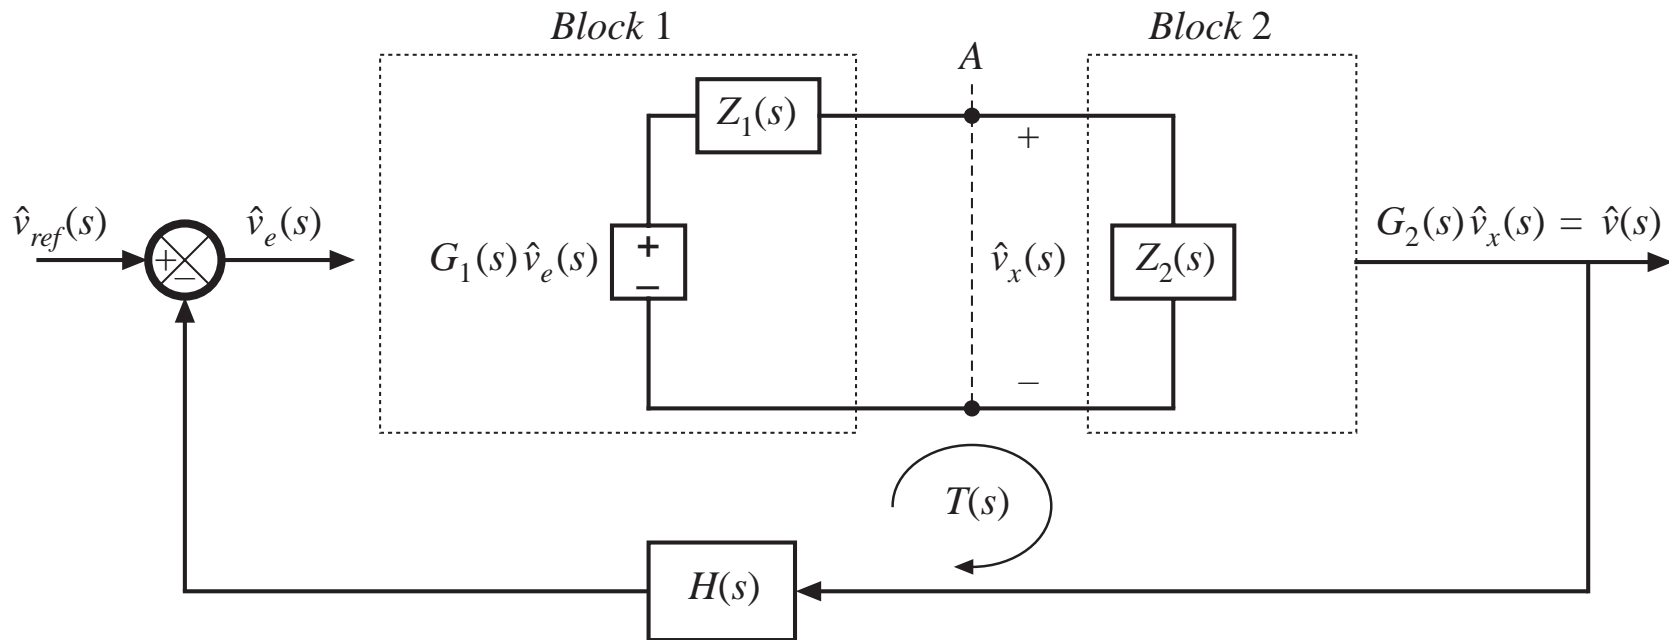 Block 1
Block 2
A
Z₁(s)
+
v̂ref(s)
v̂e(s)
+
−
G₁(s) v̂e(s)
+
−
v̂x(s)
Z₂(s)
G₂(s) v̂x(s) = v̂(s)
−
T(s)
H(s)